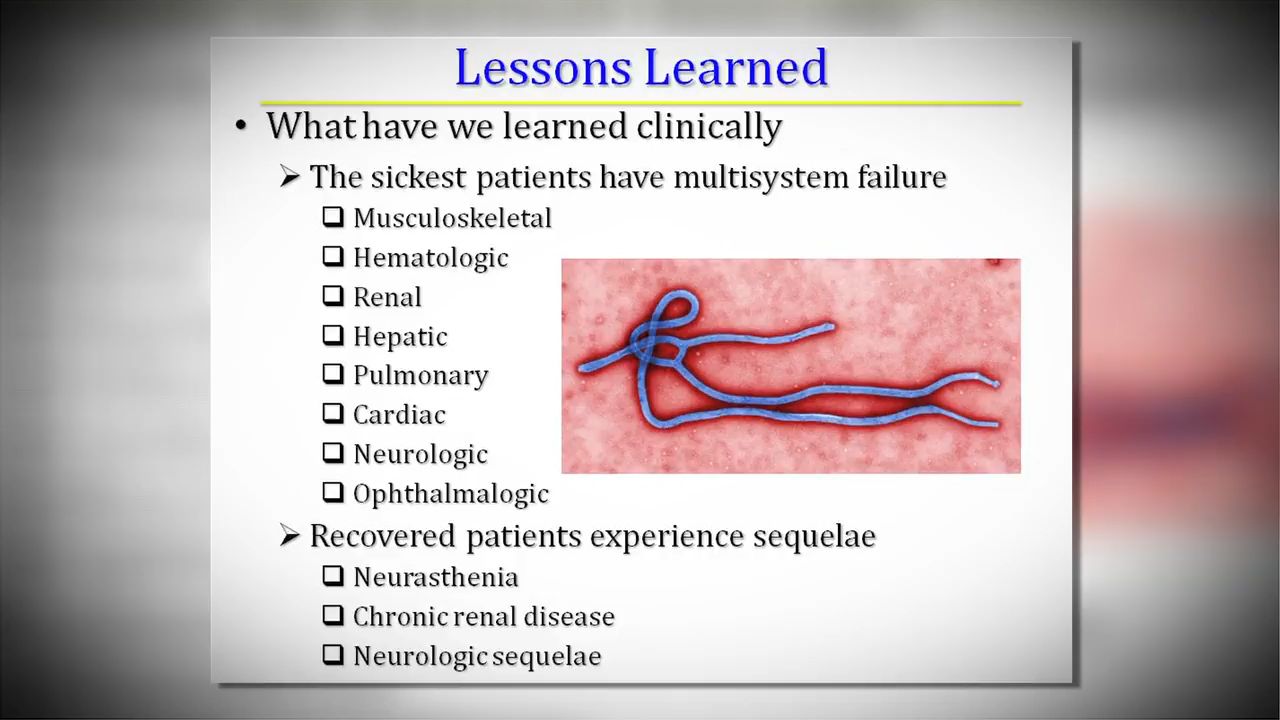 Lessons Learned
• What have we learned clinically
➢ The sickest patients have multisystem failure
❑ Musculoskeletal
❑ Hematologic
❑ Renal
❑ Hepatic
❑ Pulmonary
❑ Cardiac
❑ Neurologic
❑ Ophthalmalogic
➢ Recovered patients experience sequelae
❑ Neurasthenia
❑ Chronic renal disease
❑ Neurologic sequelae